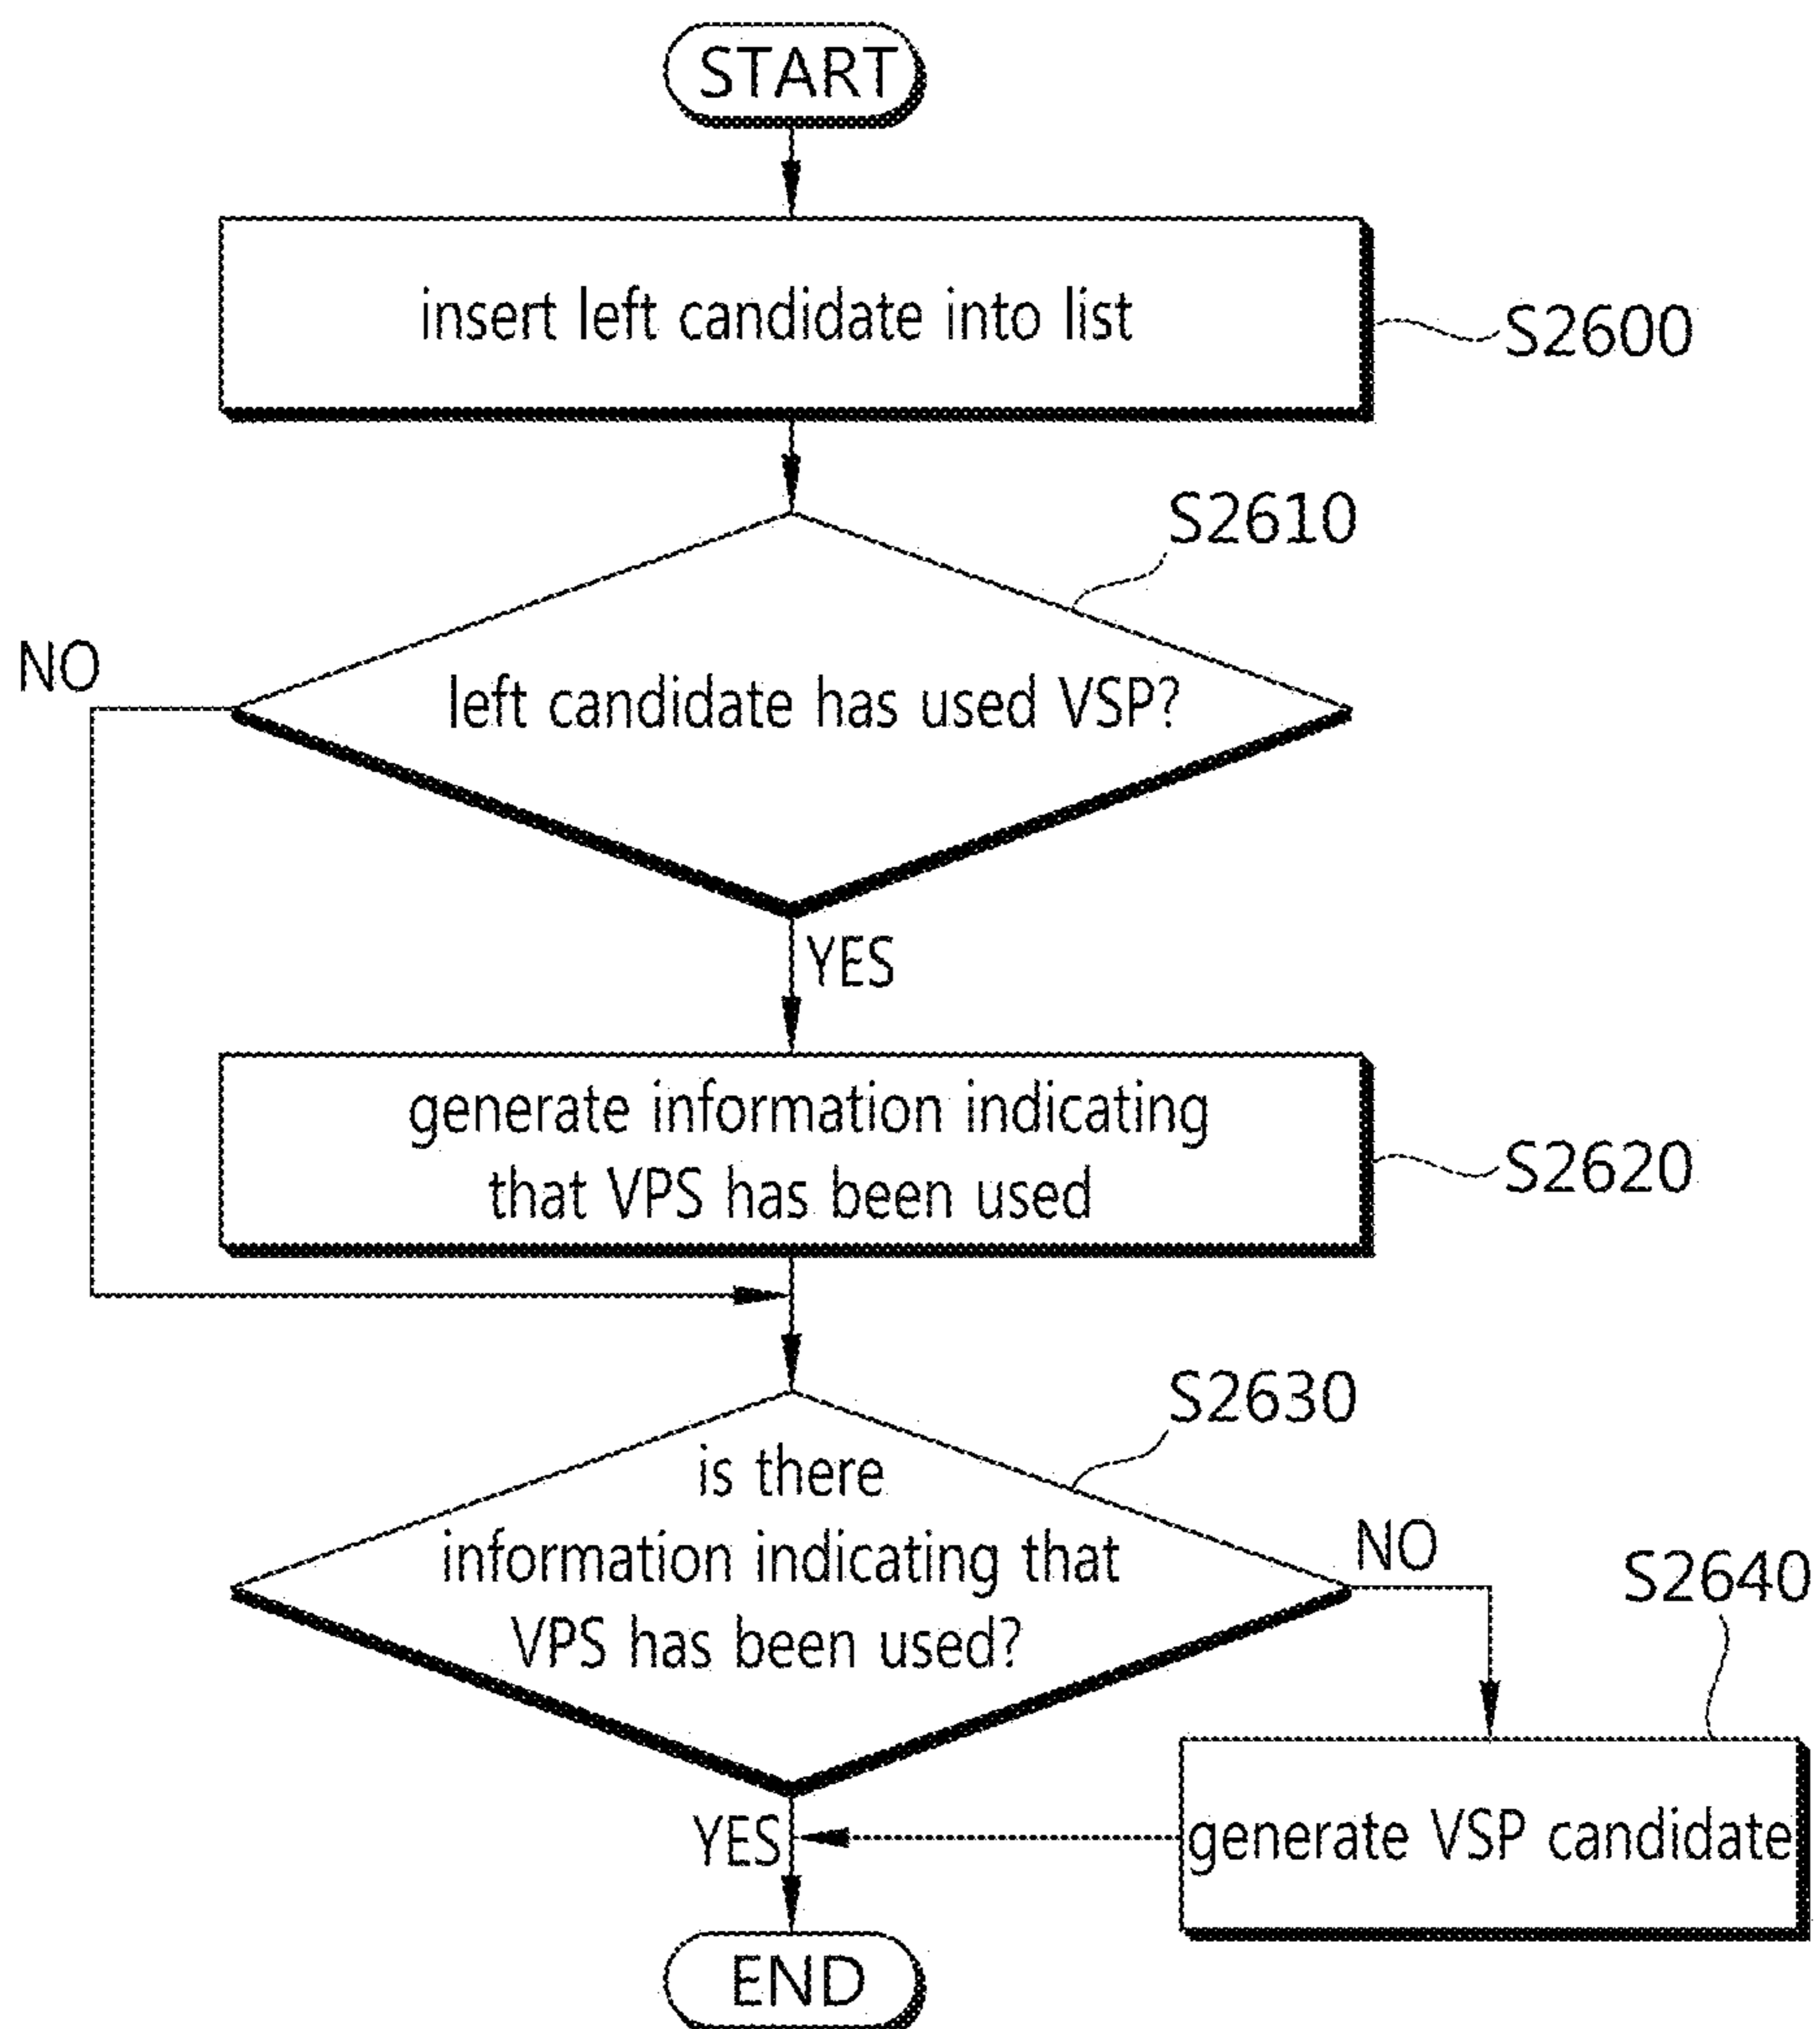 START
insert left candidate into list
S2600
S2610
NO
left candidate has used VSP?
YES
generate information indicating
that VPS has been used
S2620
S2630
is there
information indicating that
VPS has been used?
NO
S2640
YES
generate VSP candidate
END